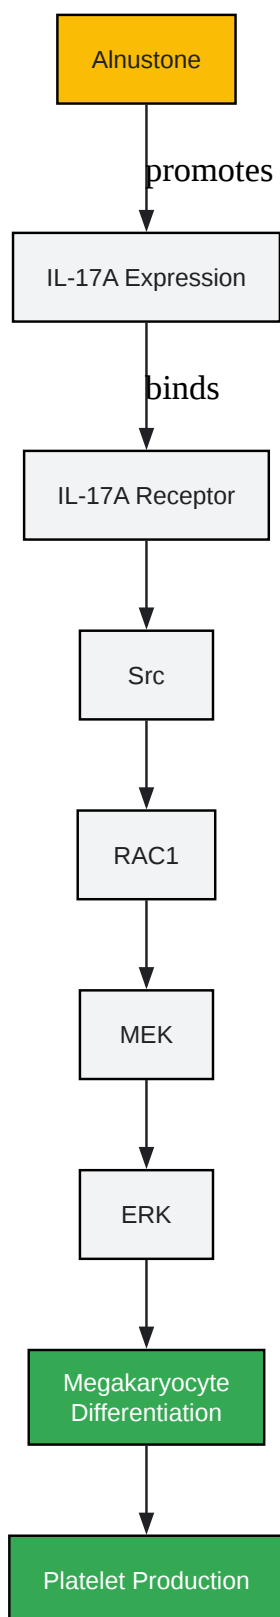 Alnustone
promotes
IL-17A Expression
binds
IL-17A Receptor
Src
RAC1
MEK
ERK
Megakaryocyte
Differentiation
Platelet Production